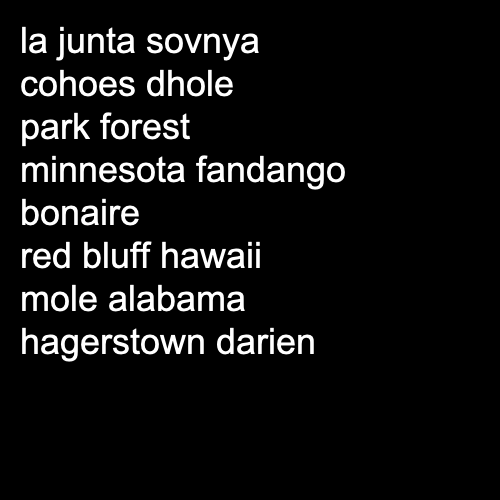 la junta sovnya
cohoes dhole
park forest
minnesota fandango
bonaire
red bluff hawaii
mole alabama
hagerstown darien